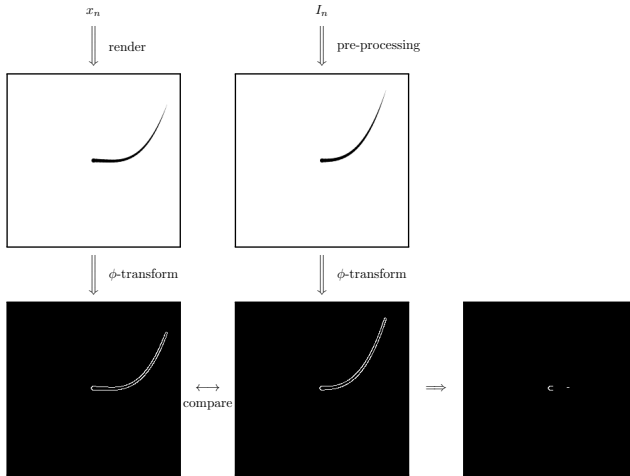 x_n
I_n
render
pre-processing
ϕ-transform
ϕ-transform
compare